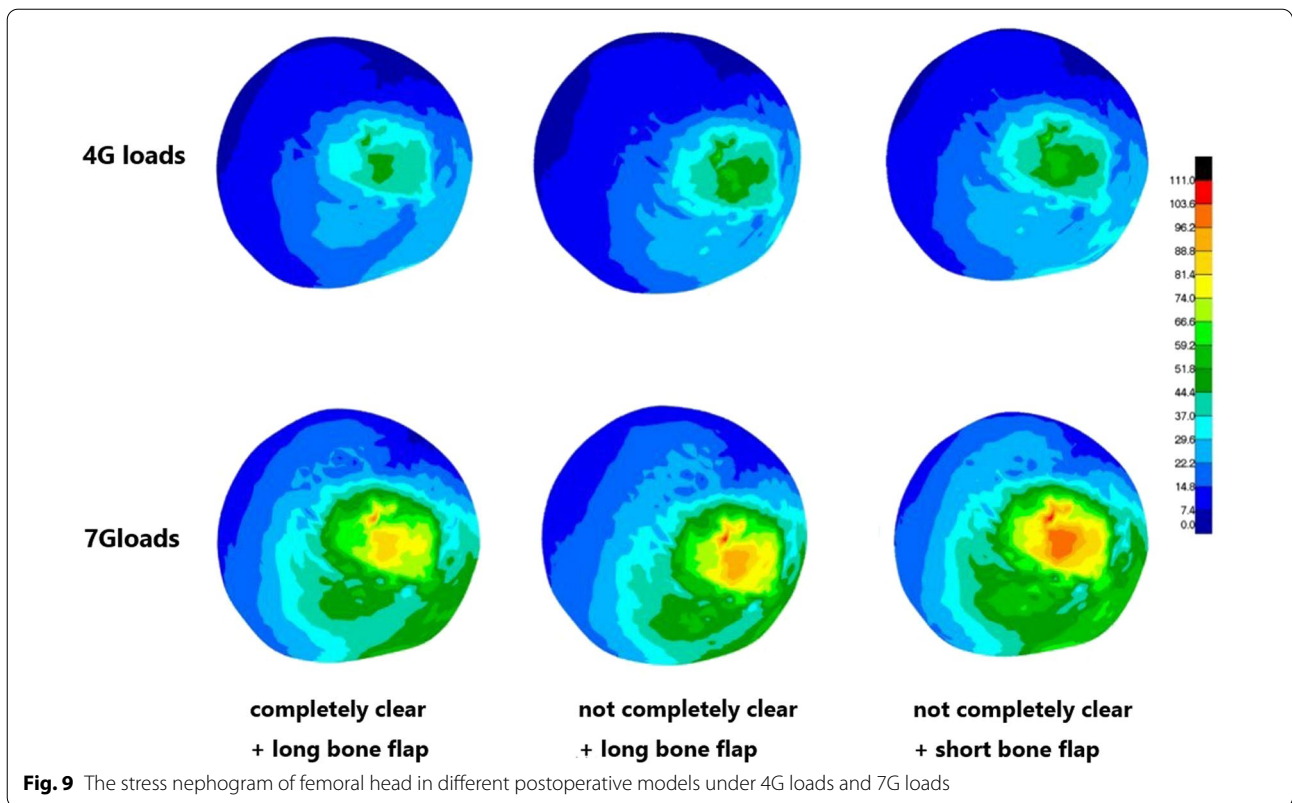 4G loads
111.0
103.6
96.2
88.8
81.4
74.0
66.6
59.2
51.8
44.4
37.0
29.6
22.2
14.8
7.4
0.0
7Gloads
completely clear
+ long bone flap
not completely clear
+ long bone flap
not completely clear
+ short bone flap
Fig. 9 The stress nephogram of femoral head in different postoperative models under 4G loads and 7G loads